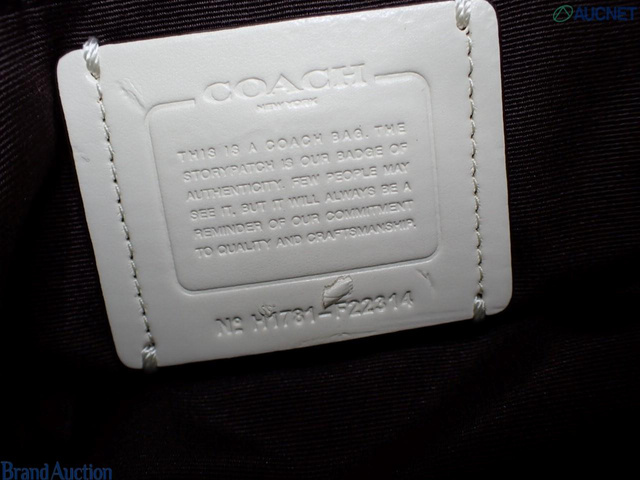 AUCNET
COACH
NEW YORK
THIS IS A COACH BAG. THE
STORYPATCH IS OUR BADGE OF
AUTHENTICITY. FEW PEOPLE MAY
SEE IT, BUT IT WILL ALWAYS BE A
REMINDER OF OUR COMMITMENT
TO QUALITY AND CRAFTSMANSHIP.
Nº H1781-F22314
Brand Auction